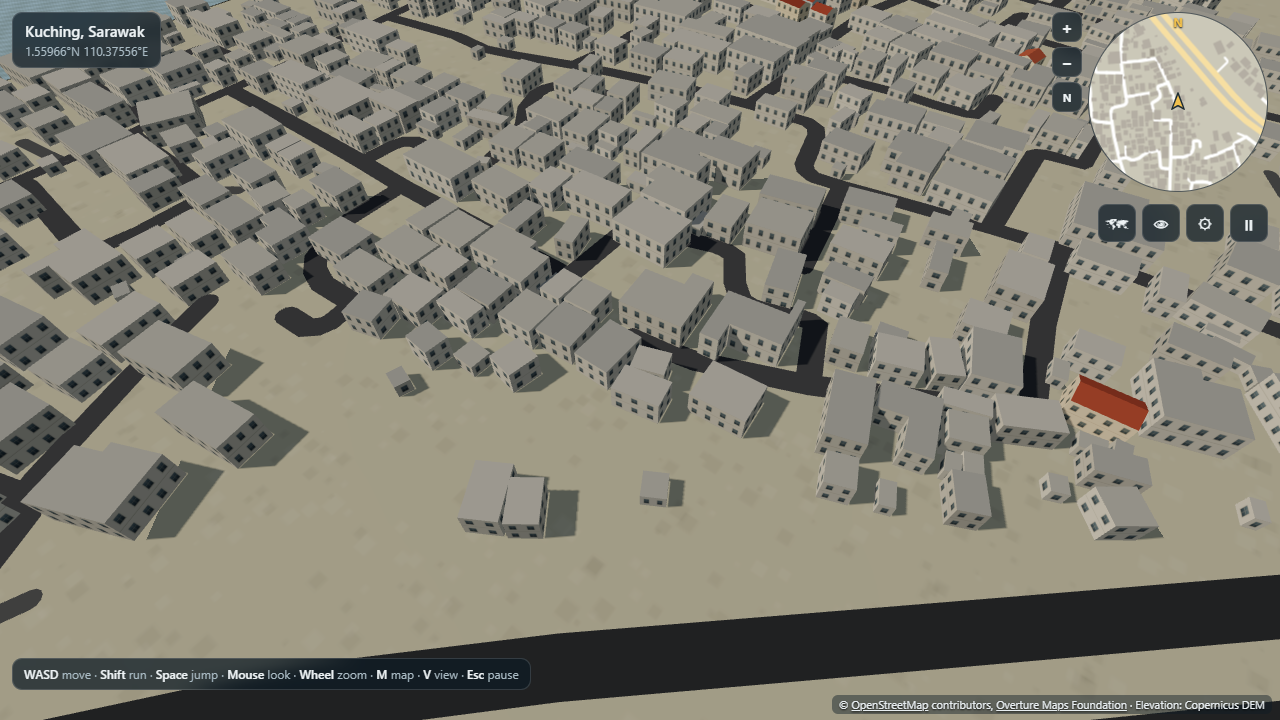 Kuching, Sarawak
1.55966°N 110.37556°E
+
−
N
N
WASD move · Shift run · Space jump · Mouse look · Wheel zoom · M map · V view · Esc pause
© OpenStreetMap contributors, Overture Maps Foundation · Elevation: Copernicus DEM